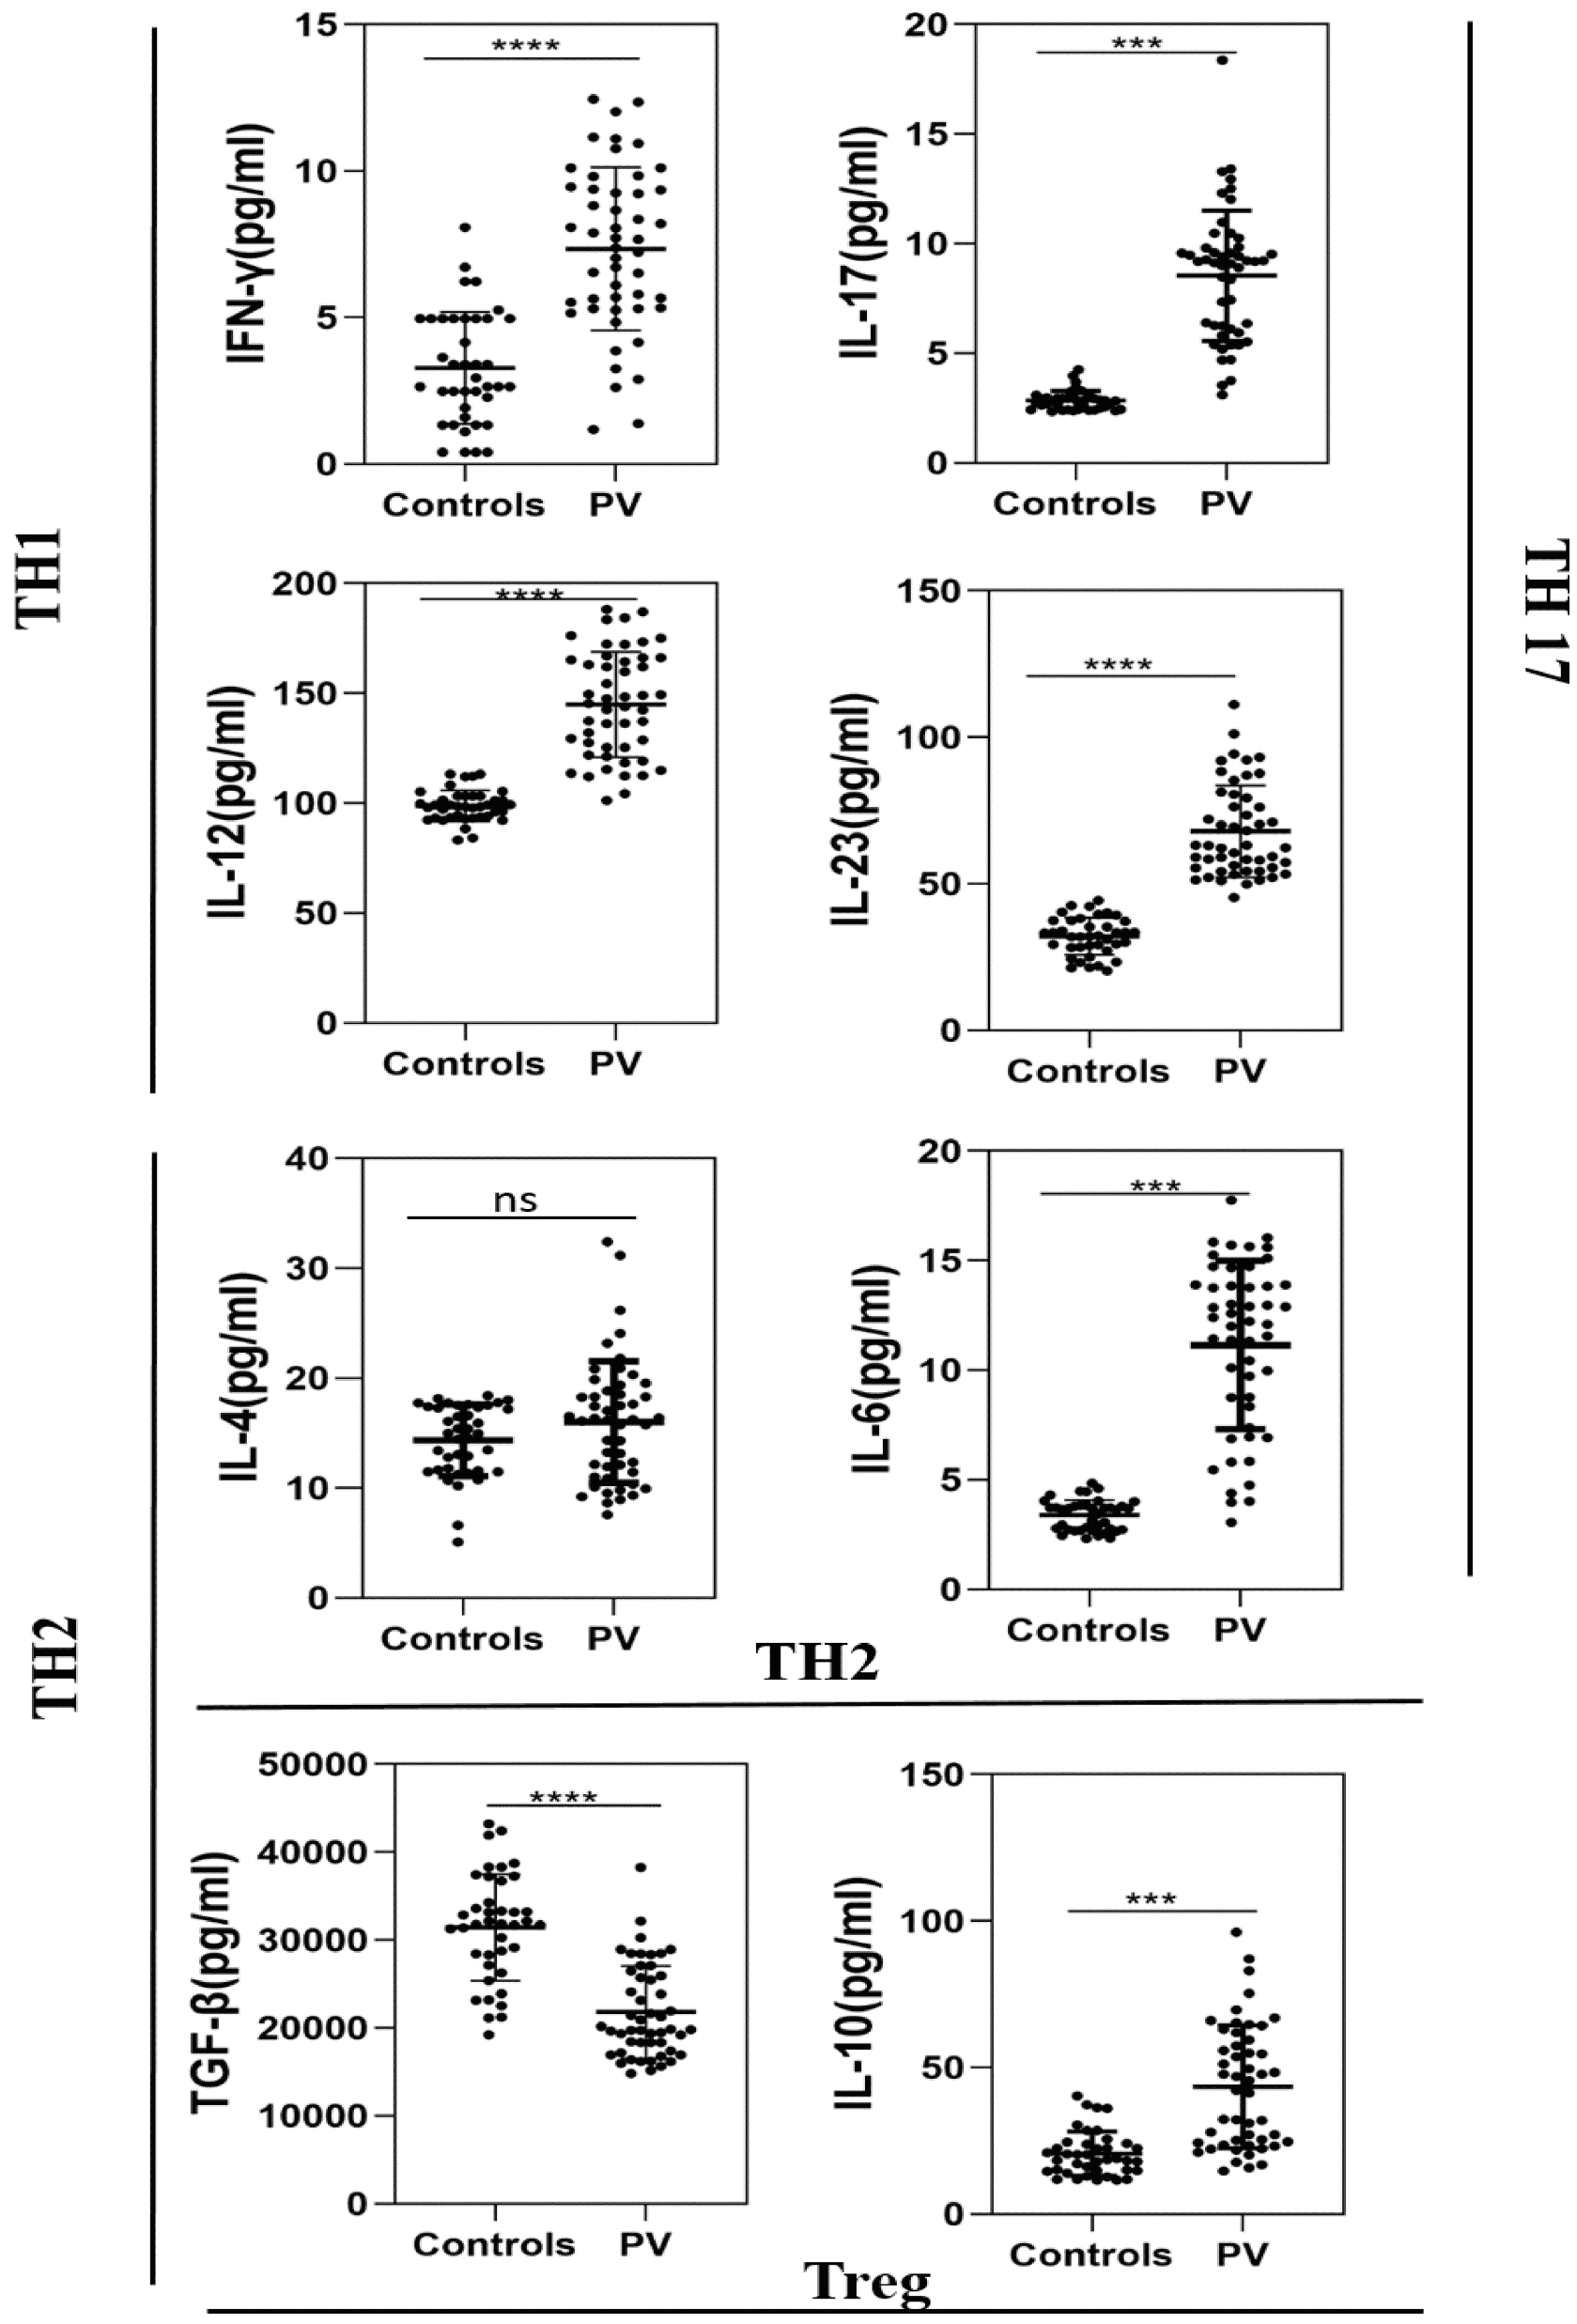 TH1
IFN-γ(pg/ml)
15
10
5
0
****
Controls PV
IL-17(pg/ml)
20
15
10
5
0
***
Controls PV
TH 17
IL-12(pg/ml)
200
150
100
50
0
****
Controls PV
IL-23(pg/ml)
150
100
50
0
****
Controls PV
TH2
IL-4(pg/ml)
40
30
20
10
0
ns
Controls PV
IL-6(pg/ml)
20
15
10
5
0
***
Controls PV
TH2
TGF-β(pg/ml)
50000
40000
30000
20000
10000
0
****
Controls PV
IL-10(pg/ml)
150
100
50
0
***
Controls PV
Treg